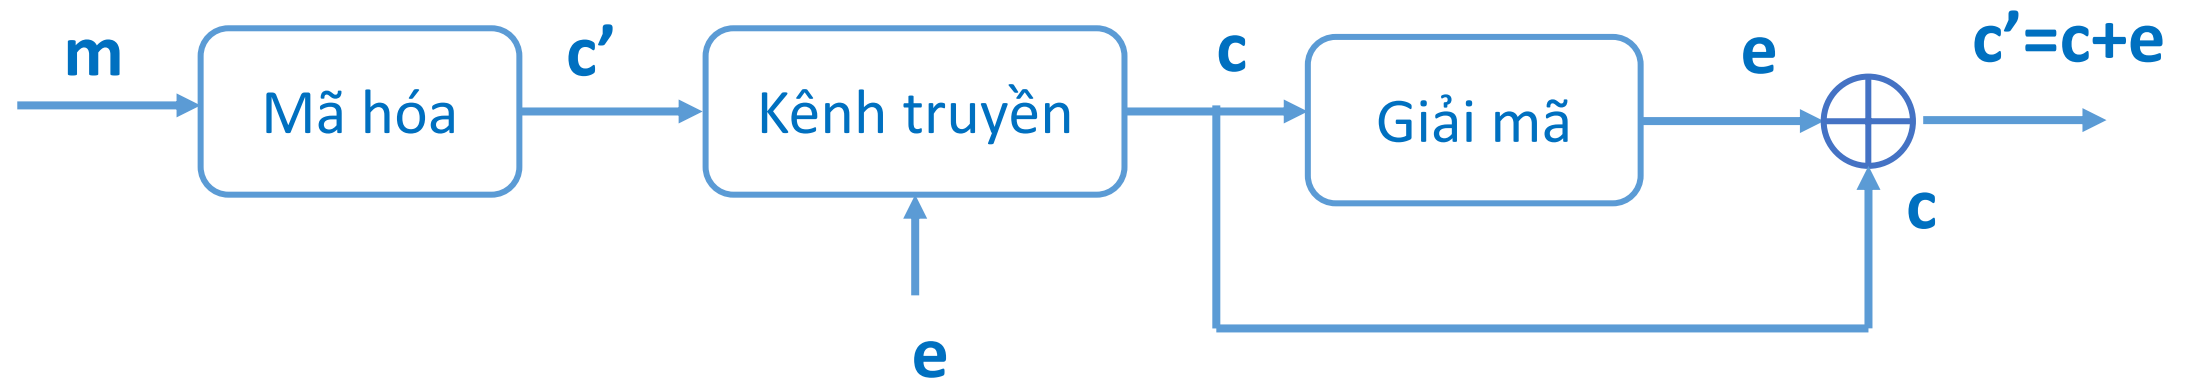 m
Mã hóa
c’
Kênh truyền
e
c
Giải mã
e
c
c’=c+e